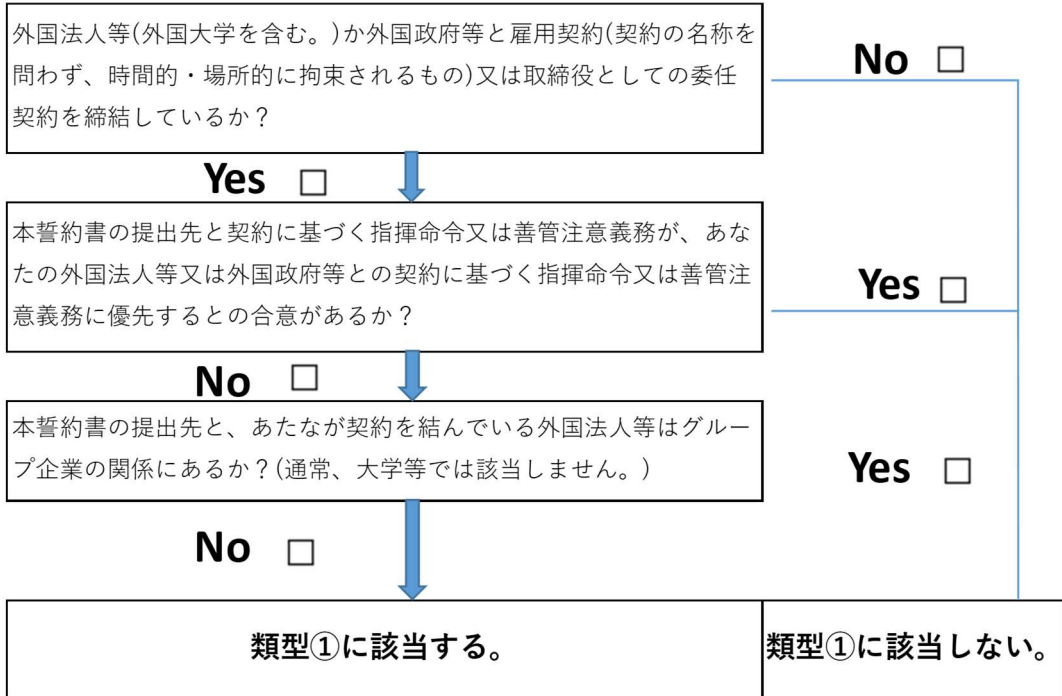 外国法人等(外国大学を含む。)か外国政府等と雇用契約(契約の名称を
問わず、時間的・場所的に拘束されるもの)又は取締役としての委任
契約を締結しているか？
No □
Yes □
本誓約書の提出先と契約に基づく指揮命令又は善管注意義務が、あな
たの外国法人等又は外国政府等との契約に基づく指揮命令又は善管注
意義務に優先するとの合意があるか？
Yes □
No □
本誓約書の提出先と、あたなが契約を結んでいる外国法人等はグルー
プ企業の関係にあるか？(通常、大学等では該当しません。)
Yes □
No □
類型①に該当する。
類型①に該当しない。